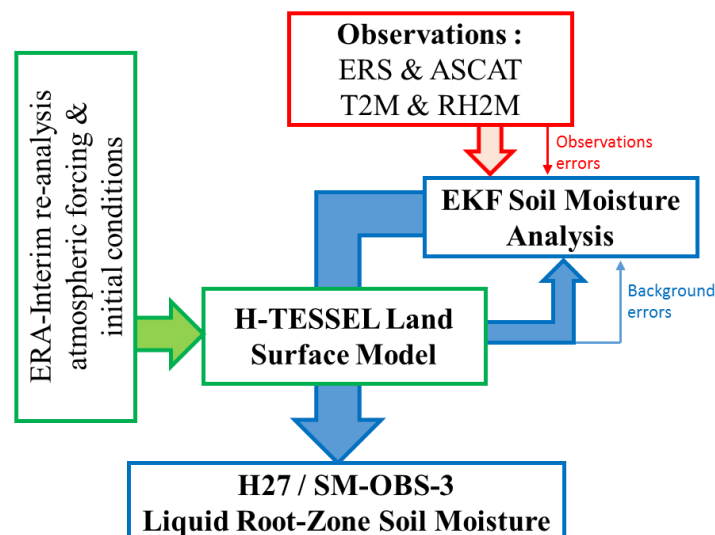 Observations :
ERS & ASCAT
T2M & RH2M
ERA-Interim re-analysis
atmospheric forcing &
initial conditions
Observations
errors
EKF Soil Moisture
Analysis
Background
errors
H-TESSEL Land
Surface Model
H27 / SM-OBS-3
Liquid Root-Zone Soil Moisture